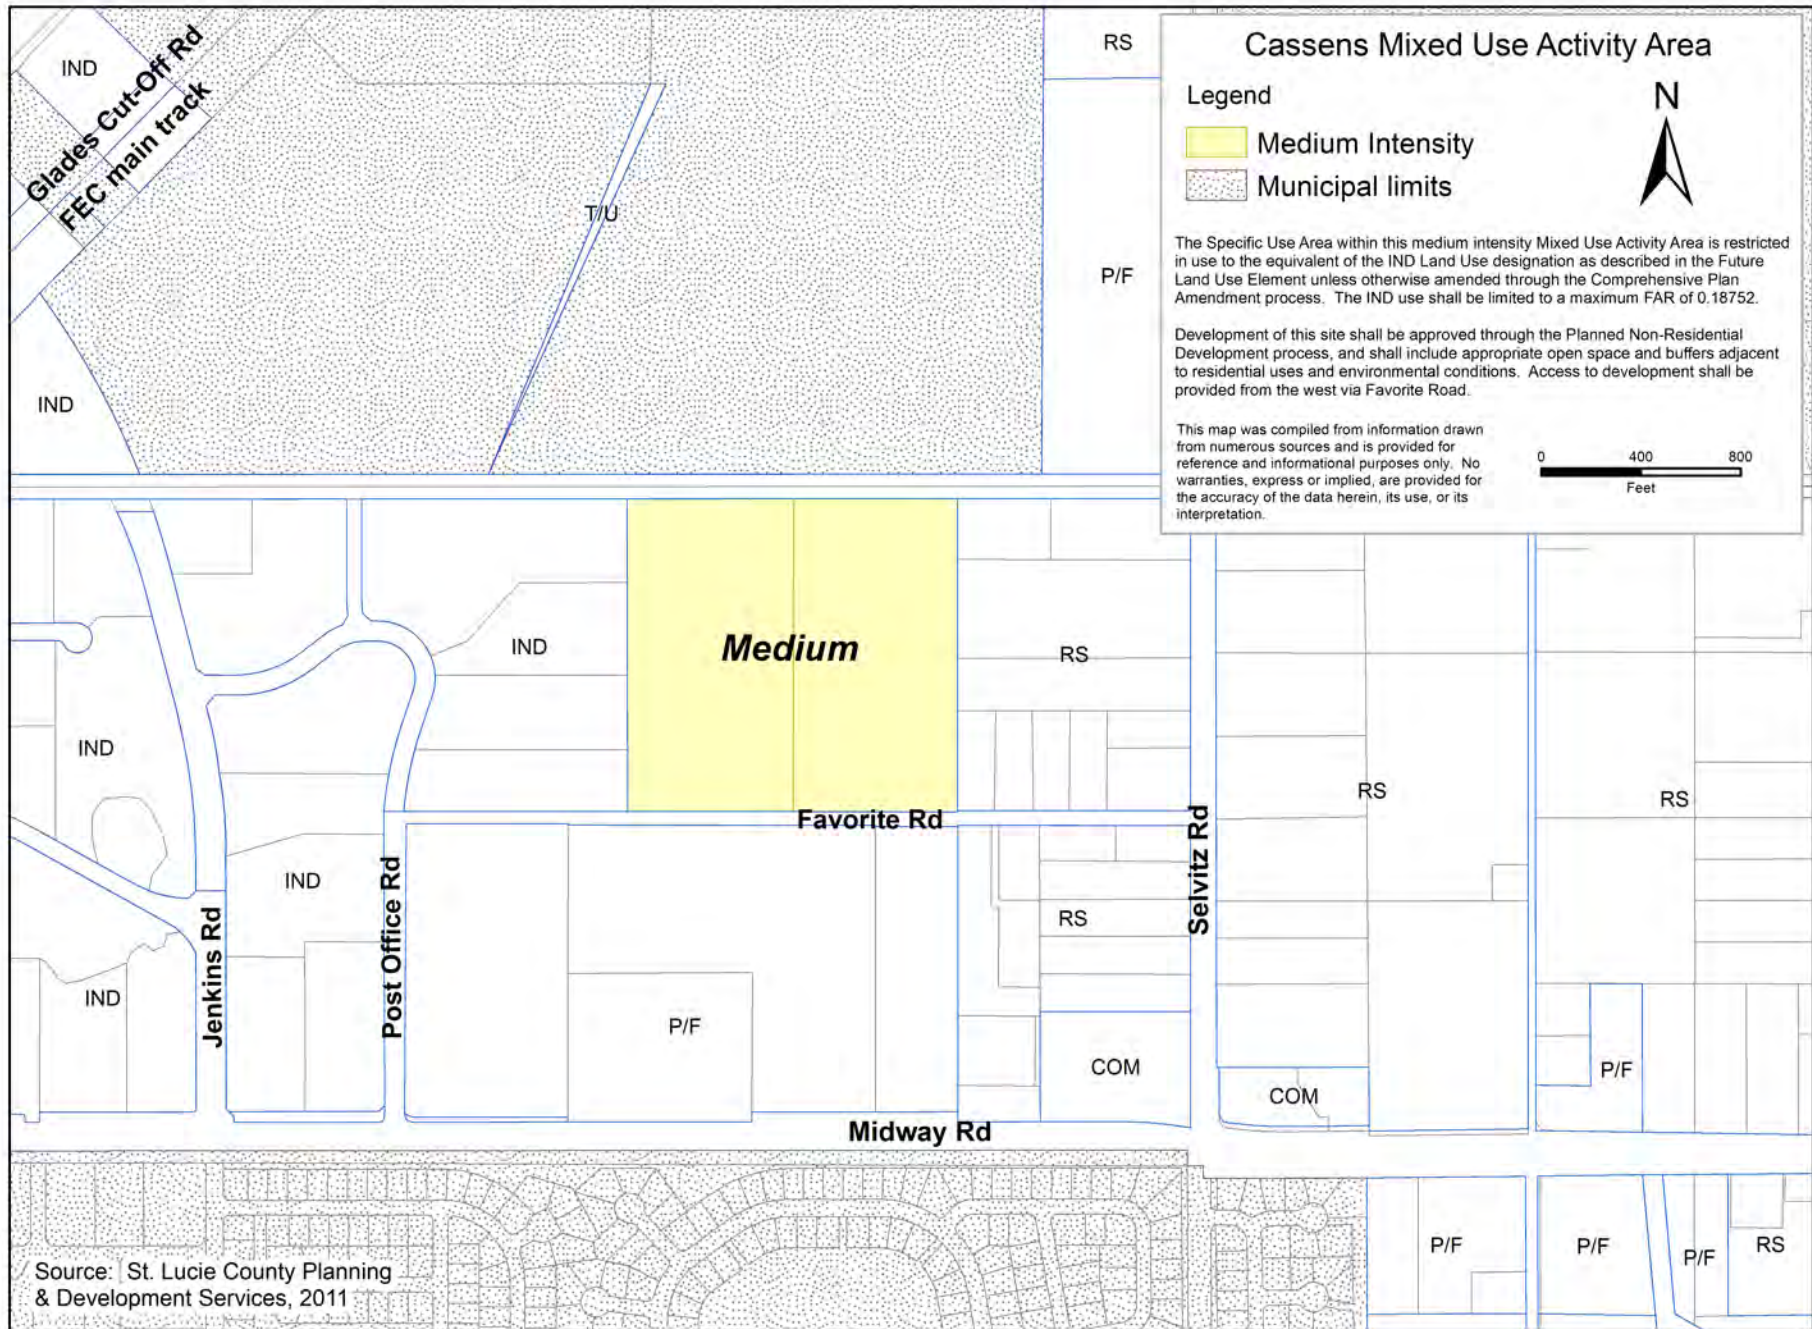 Cassens Mixed Use Activity Area
Legend
N
Medium Intensity
Municipal limits
The Specific Use Area within this medium intensity Mixed Use Activity Area is restricted
in use to the equivalent of the IND Land Use designation as described in the Future
Land Use Element unless otherwise amended through the Comprehensive Plan
Amendment process. The IND use shall be limited to a maximum FAR of 0.18752.
Development of this site shall be approved through the Planned Non-Residential
Development process, and shall include appropriate open space and buffers adjacent
to residential uses and environmental conditions. Access to development shall be
provided from the west via Favorite Road.
This map was compiled from information drawn
from numerous sources and is provided for
reference and informational purposes only. No
warranties, express or implied, are provided for
the accuracy of the data herein, its use, or its
interpretation.
0 400 800
Feet
IND
Glades Cut-Off Rd
FEC main track
RS
T/U
P/F
IND
IND
Medium
RS
IND
RS
RS
Favorite Rd
Selvitz Rd
IND
Post Office Rd
RS
Jenkins Rd
IND
P/F
COM
COM
P/F
Midway Rd
P/F
P/F
P/F
RS
Source: St. Lucie County Planning
& Development Services, 2011